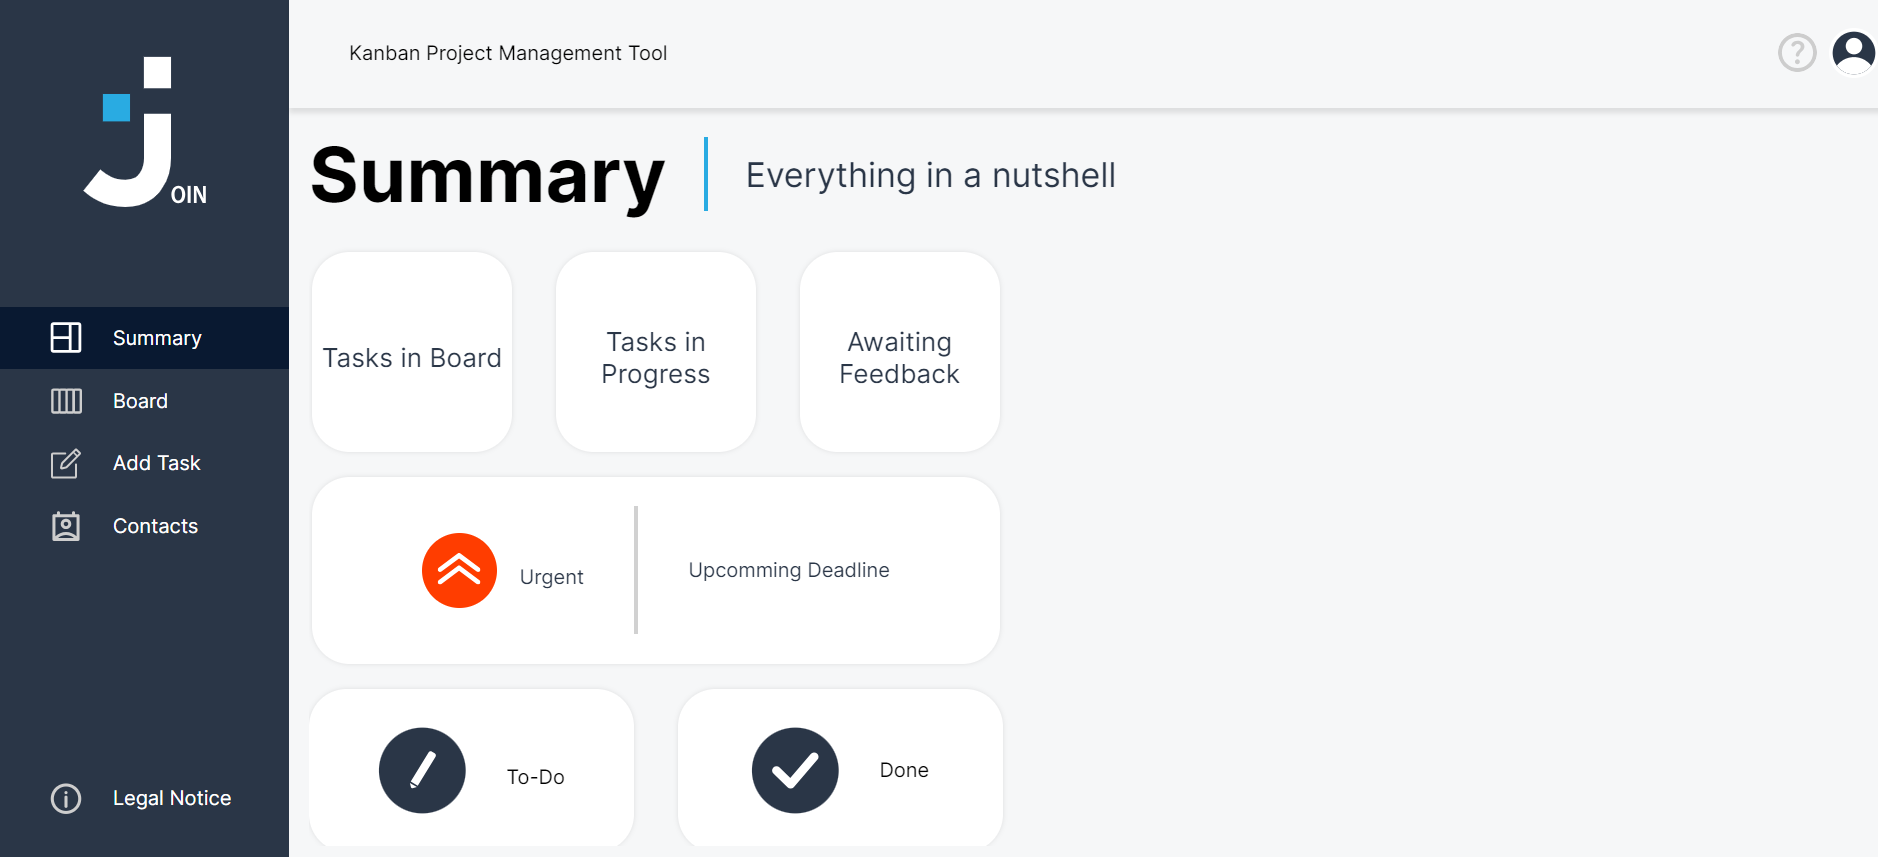 OIN
Summary
Board
Add Task
Contacts
Legal Notice
Kanban Project Management Tool
?
Summary
Everything in a nutshell
Tasks in Board
Tasks in
Progress
Awaiting
Feedback
Urgent
Upcomming Deadline
To-Do
Done